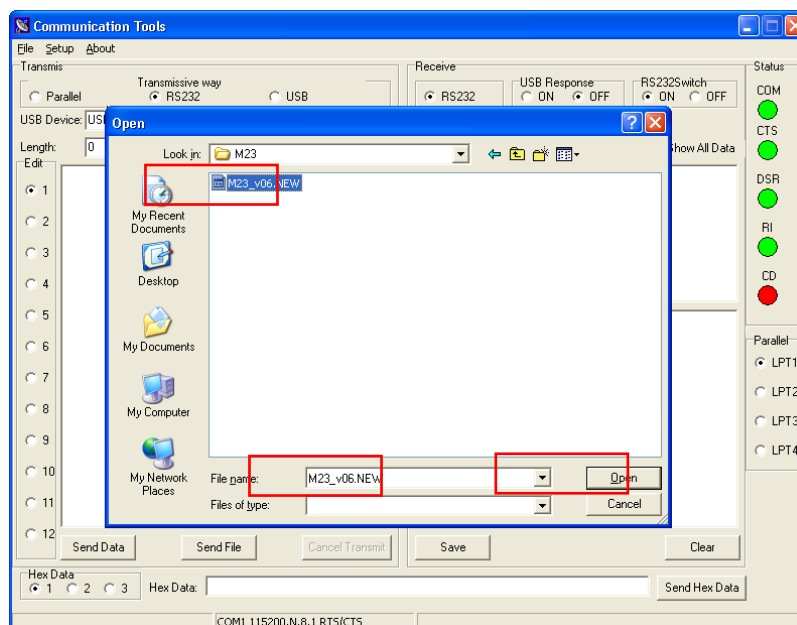 Communication Tools
File Setup About
Transmis
Transmissive way
Parallel RS232 USB
Receive
RS232
USB Response
ON OFF
RS232Switch
ON OFF
Status
COM
CTS
DSR
RI
CD
USB Device:
Length: 0
Show All Data
Edit
1
2
3
4
5
6
7
8
9
10
11
12
Open
Look in: M23
M23_v06.NEW
My Recent
Documents
Desktop
My Documents
My Computer
My Network
Places
File name: M23_v06.NEW Open
Files of type: Cancel
Parallel
LPT1
LPT2
LPT3
LPT4
Send Data Send File Cancel Transmit Save Clear
Hex Data
1 2 3 Hex Data: Send Hex Data
COM1,115200,N,8,1,RTS/CTS